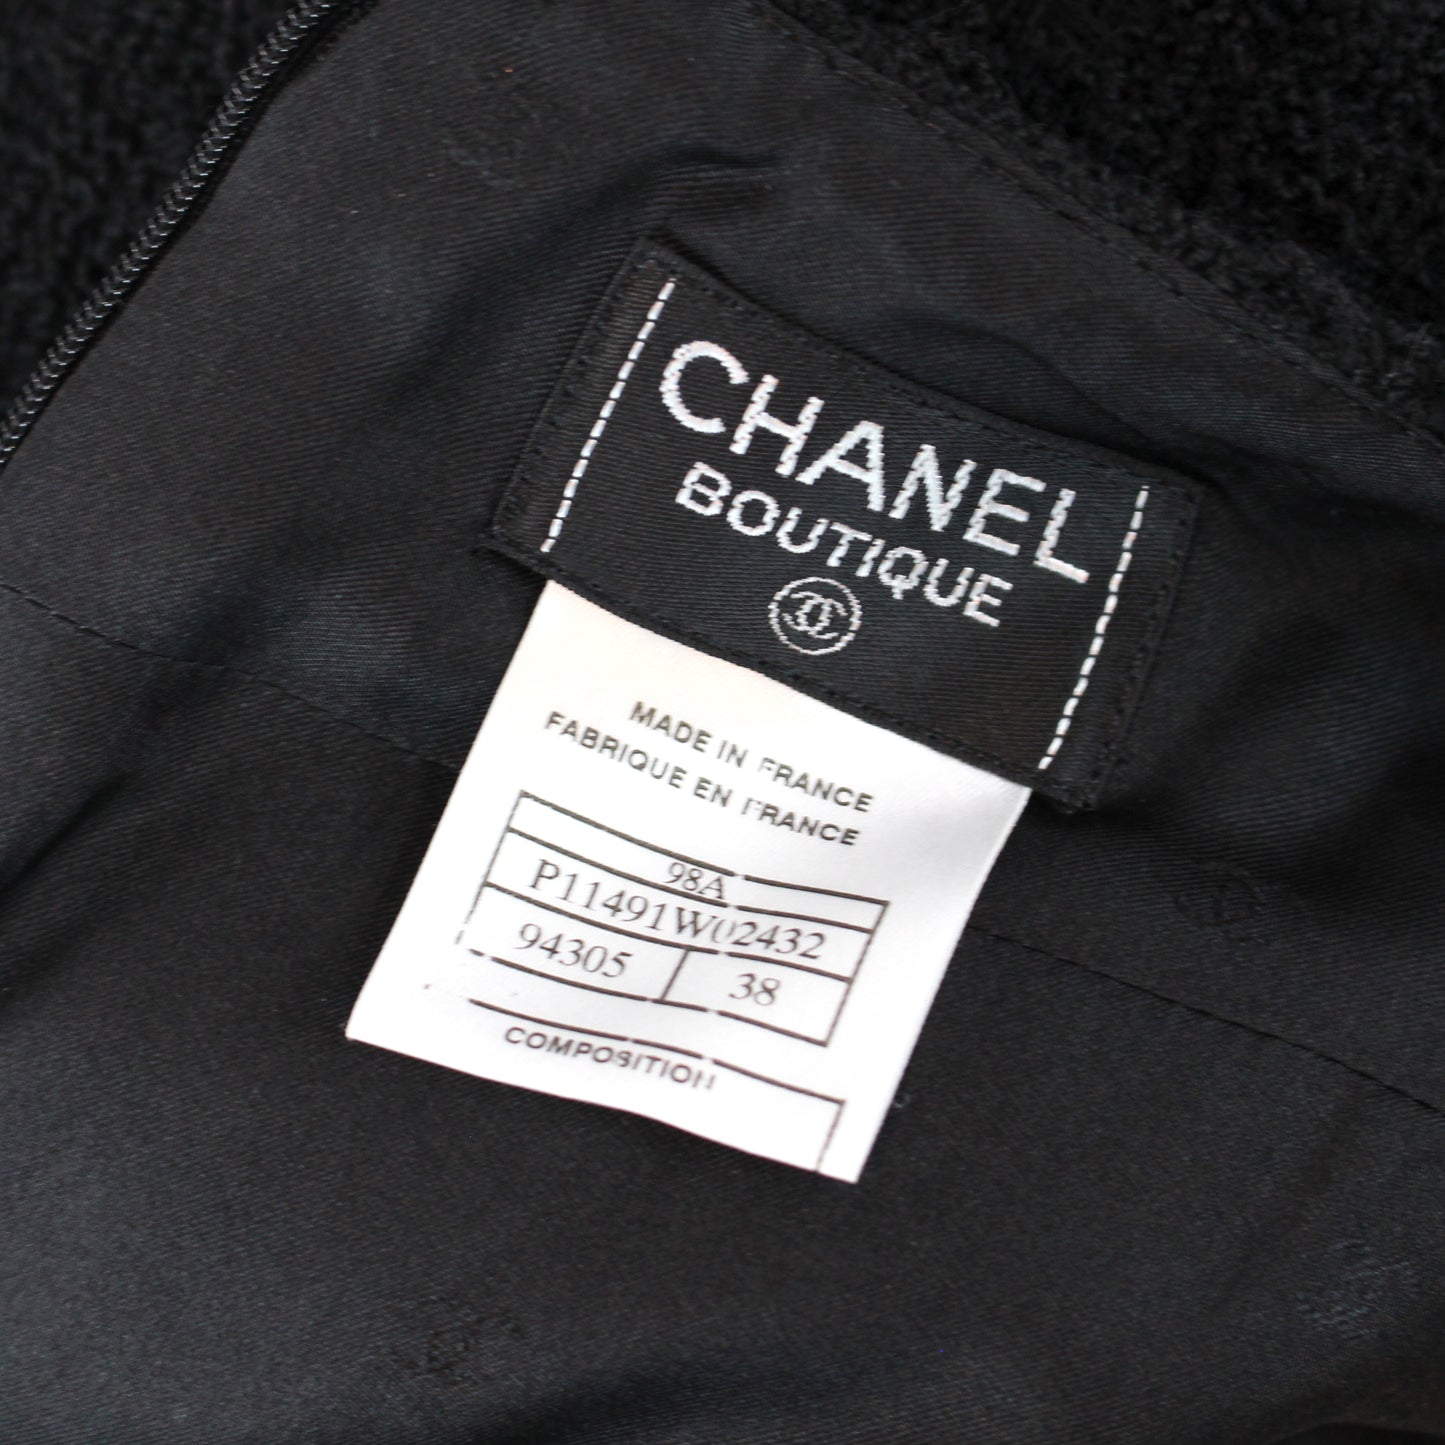 CHANEL
BOUTIQUE
MADE IN FRANCE
FABRIQUE EN FRANCE
98A
P11491W02432
94305 38
COMPOSITION